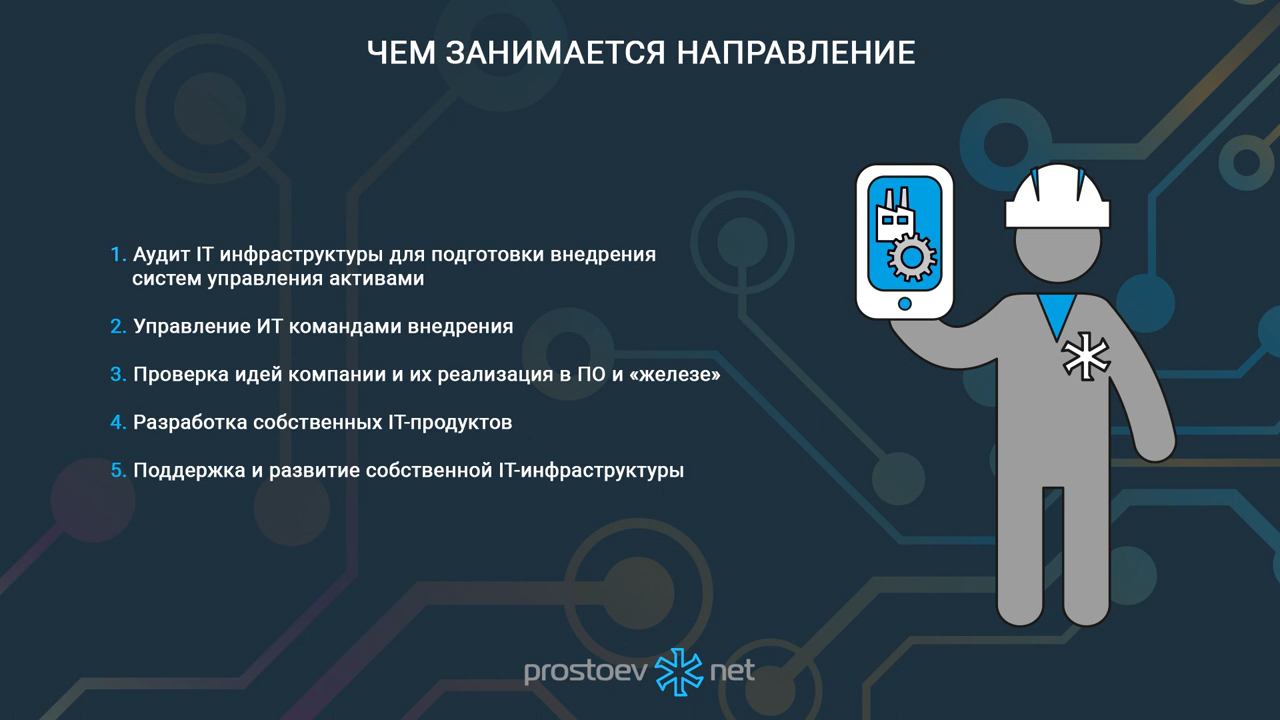 ЧЕМ ЗАНИМАЕТСЯ НАПРАВЛЕНИЕ
1. Аудит IT инфраструктуры для подготовки внедрения
систем управления активами
2. Управление ИТ командами внедрения
3. Проверка идей компании и их реализация в ПО и «железе»
4. Разработка собственных IT-продуктов
5. Поддержка и развитие собственной IT-инфраструктуры
prostoev net